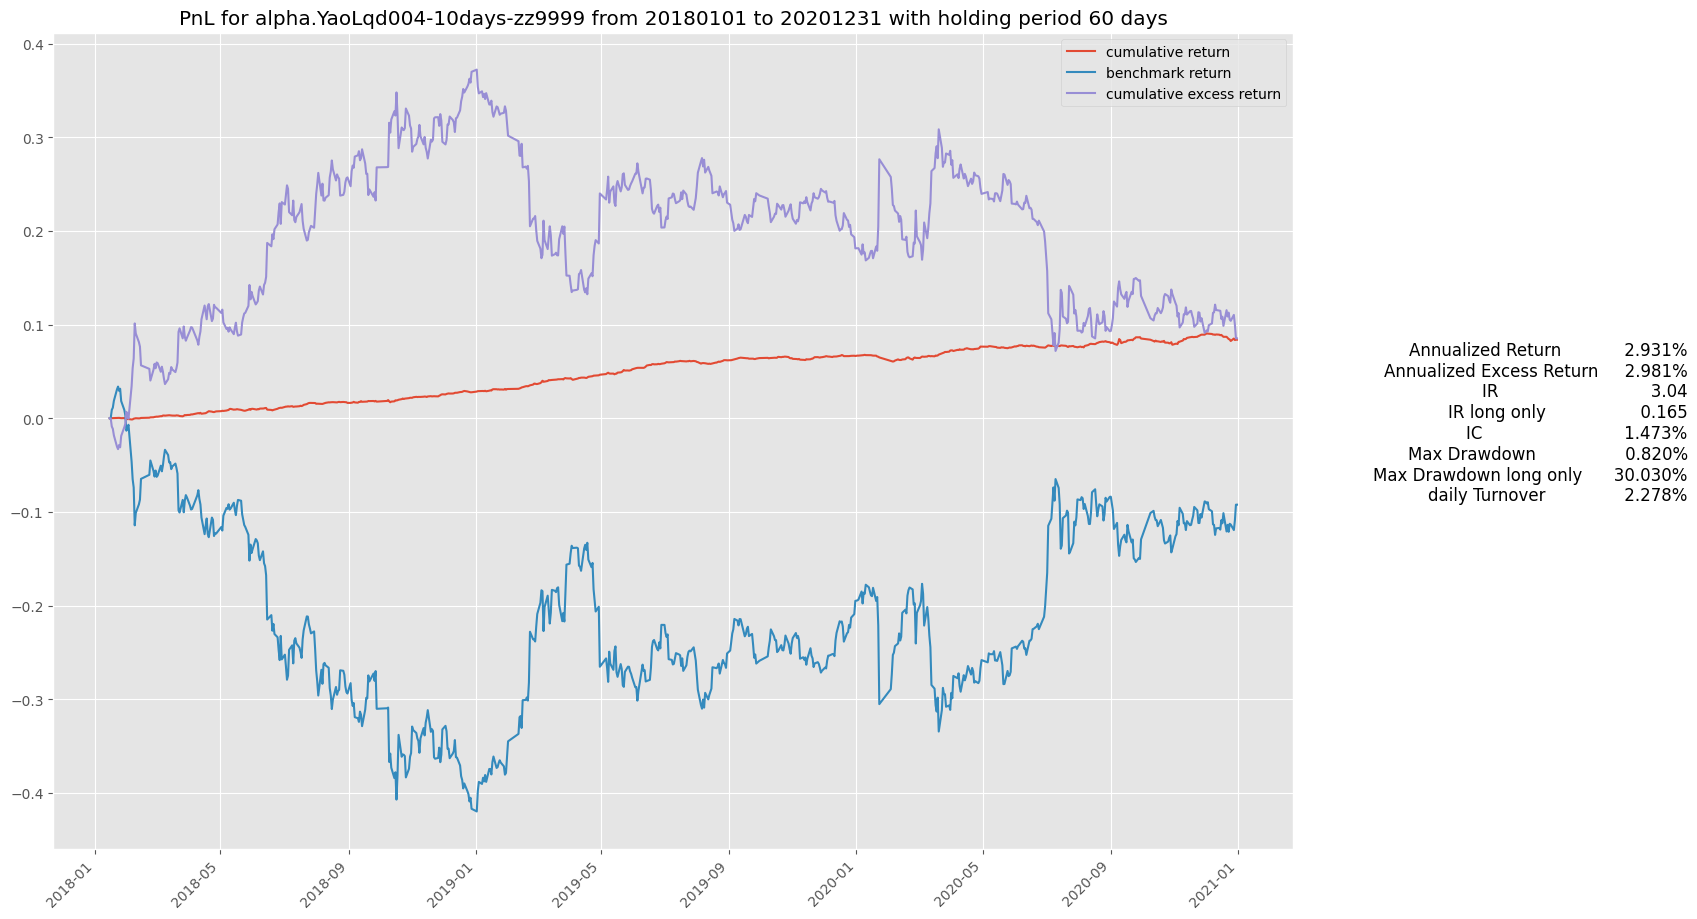 PnL for alpha.YaoLqd004-10days-zz9999 from 20180101 to 20201231 with holding period 60 days
cumulative return
benchmark return
cumulative excess return
0.4
0.3
0.2
0.1
0.0
−0.1
−0.2
−0.3
−0.4
2018-01
2018-05
2018-09
2019-01
2019-05
2019-09
2020-01
2020-05
2020-09
2021-01
Annualized Return 2.931%
Annualized Excess Return 2.981%
IR 3.04
IR long only 0.165
IC 1.473%
Max Drawdown 0.820%
Max Drawdown long only 30.030%
daily Turnover 2.278%